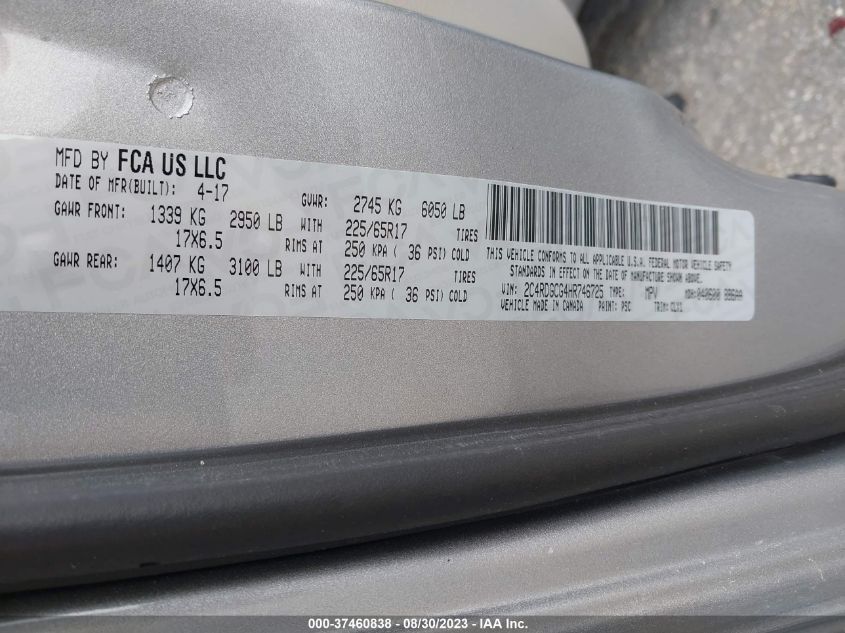 MFD BY FCA US LLC
DATE OF MFR(BUILT): 4-17 GVWR: 2745 KG 6050 LB
GAWR FRONT: 1339 KG 2950 LB WITH 225/65R17 TIRES
17X6.5 RIMS AT 250 KPA ( 36 PSI) COLD
GAWR REAR: 1407 KG 3100 LB WITH 225/65R17 TIRES
17X6.5 RIMS AT 250 KPA ( 36 PSI) COLD
THIS VEHICLE CONFORMS TO ALL APPLICABLE U.S.A. FEDERAL MOTOR VEHICLE SAFETY
STANDARDS IN EFFECT ON THE DATE OF MANUFACTURE SHOWN ABOVE.
VIN: 2C4RDGCG4HR746725 TYPE: MPV MDH:
VEHICLE MADE IN CANADA PAINT: PSC TRIM:
000-37460838 - 08/30/2023 - IAA Inc.